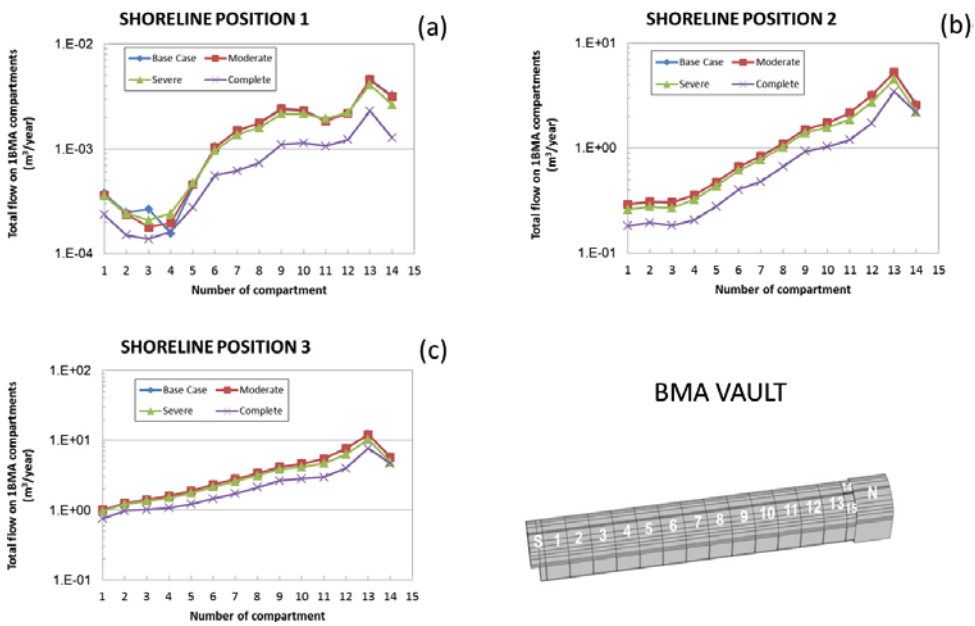 SHORELINE POSITION 1
(a)
Total flow on 1BMA compartments
(m³/year)
1.E-02
1.E-03
1.E-04
Base Case
Moderate
Severe
Complete
1 2 3 4 5 6 7 8 9 10 11 12 13 14 15
Number of compartment
SHORELINE POSITION 2
(b)
Total flow on 1BMA compartments
(m³/year)
1.E+01
1.E+00
1.E-01
Base Case
Moderate
Severe
Complete
1 2 3 4 5 6 7 8 9 10 11 12 13 14 15
Number of compartment
SHORELINE POSITION 3
(c)
Total flow on 1BMA compartments
(m³/year)
1.E+02
1.E+01
1.E+00
1.E-01
Base Case
Moderate
Severe
Complete
1 2 3 4 5 6 7 8 9 10 11 12 13 14 15
Number of compartment
BMA VAULT
S 1 2 3 4 5 6 7 8 9 10 11 12 13 14 15 N